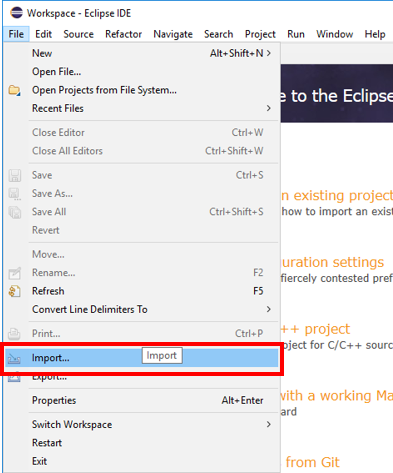 Workspace - Eclipse IDE
File Edit Source Refactor Navigate Search Project Run Window Help
New Alt+Shift+N >
Open File...
Open Projects from File System...
Recent Files >
Close Editor Ctrl+W
Close All Editors Ctrl+Shift+W
Save Ctrl+S
Save As...
Save All Ctrl+Shift+S
Revert
Move...
Rename... F2
Refresh F5
Convert Line Delimiters To >
Print... Ctrl+P
Import... Import
Export...
Properties Alt+Enter
Switch Workspace >
Restart
Exit
e to the Eclipse
n existing project
how to import an exist
uration settings
fiercely contested pref
++ project
oject for C/C++ source
with a working Ma
ard
from Git